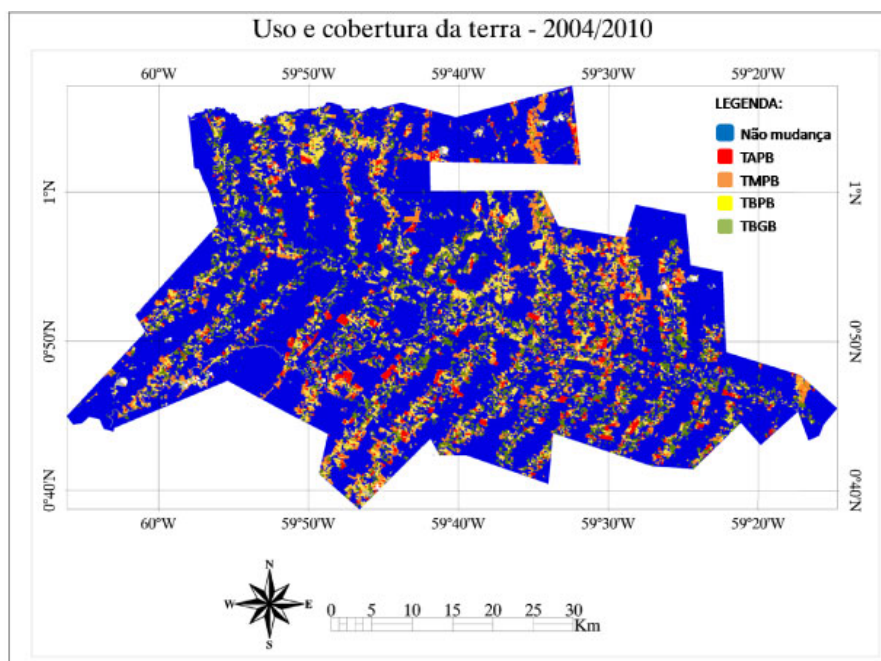 Uso e cobertura da terra - 2004/2010
60°W 59°50'W 59°40'W 59°30'W 59°20'W
LEGENDA:
Não mudança
TAPB
TMPB
TBPB
TBGB
1°N 1°N
0°50'N 0°50'N
0°40'N 0°40'N
60°W 59°50'W 59°40'W 59°30'W 59°20'W
N
W E
S
0 5 10 15 20 25 30
Km